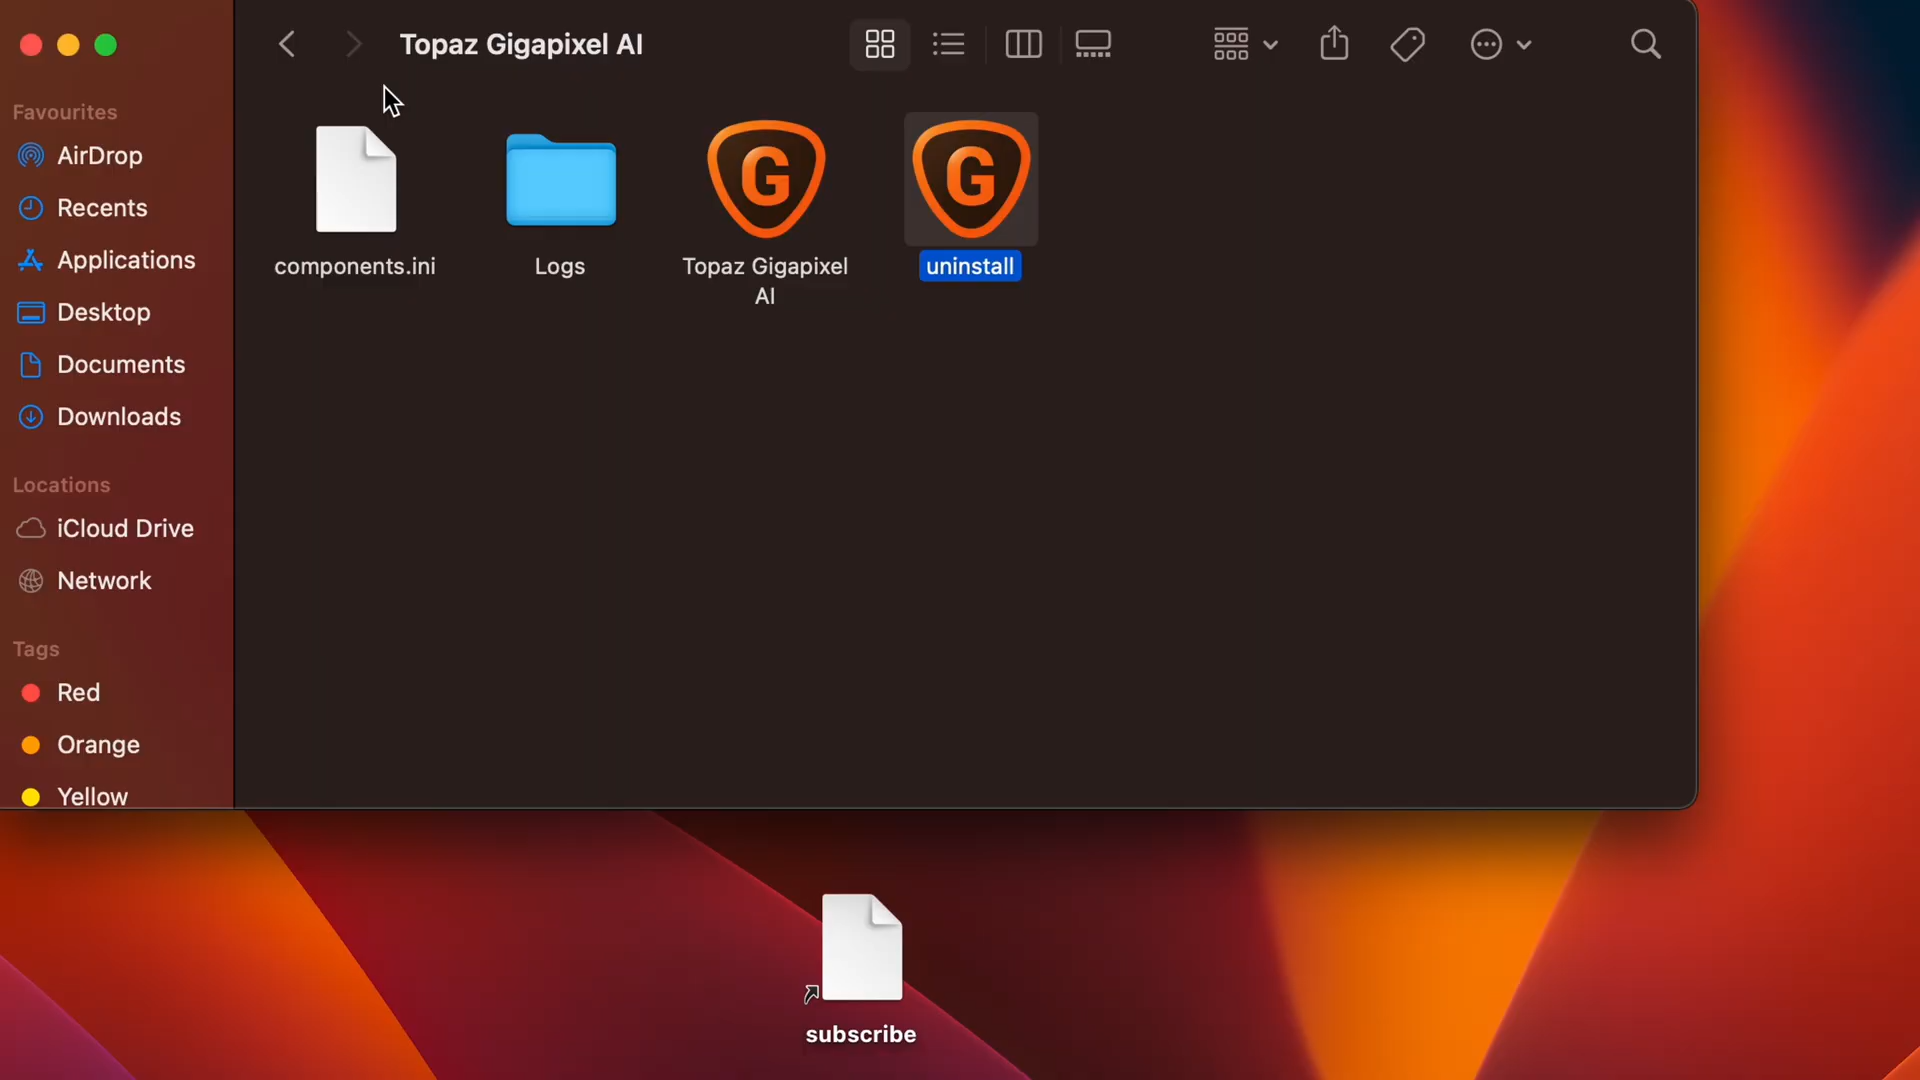 Topaz Gigapixel AI
Favourites
AirDrop
Recents
Applications
Desktop
Documents
Downloads
Locations
iCloud Drive
Network
Tags
Red
Orange
Yellow
components.ini
Logs
G
Topaz Gigapixel
AI
G
uninstall
subscribe